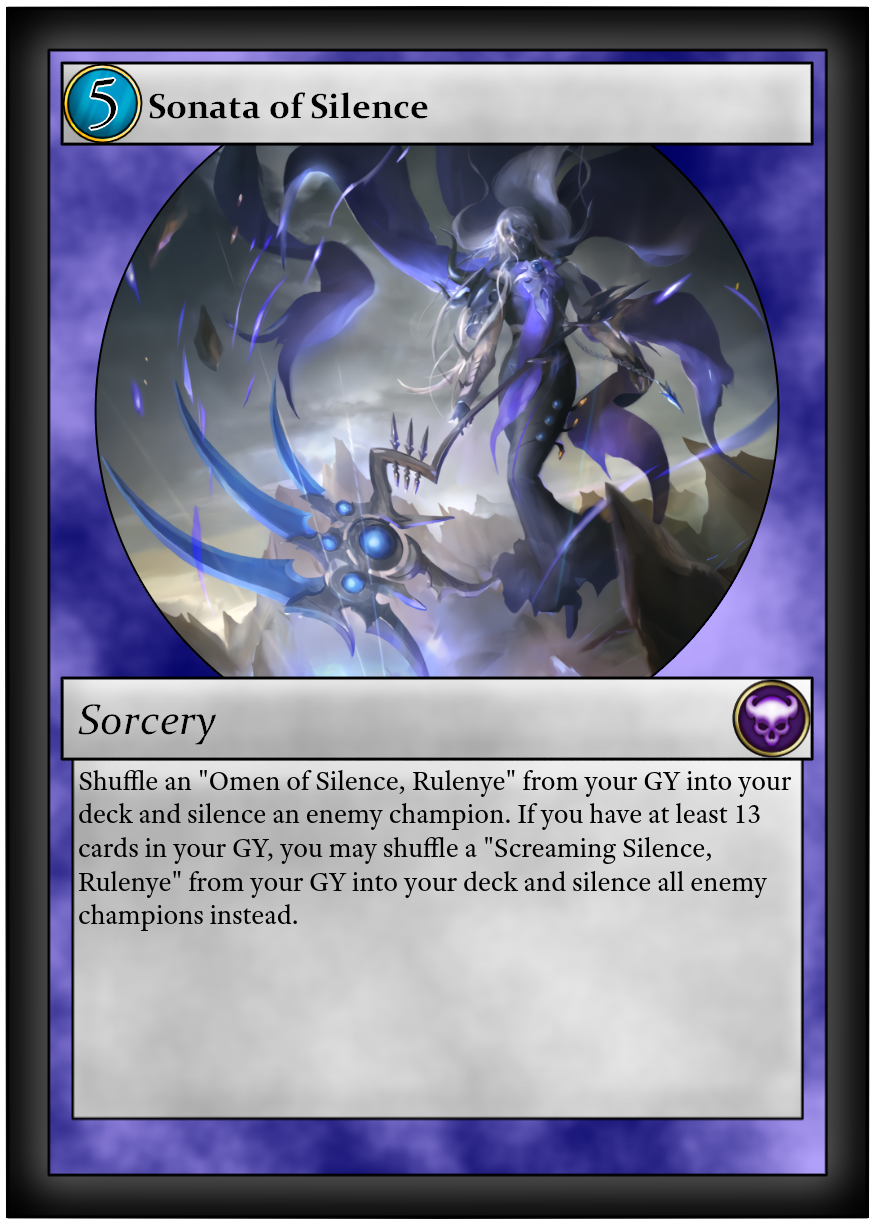 5 Sonata of Silence
Sorcery
Shuffle an "Omen of Silence, Rulenye" from your GY into your
deck and silence an enemy champion. If you have at least 13
cards in your GY, you may shuffle a "Screaming Silence,
Rulenye" from your GY into your deck and silence all enemy
champions instead.